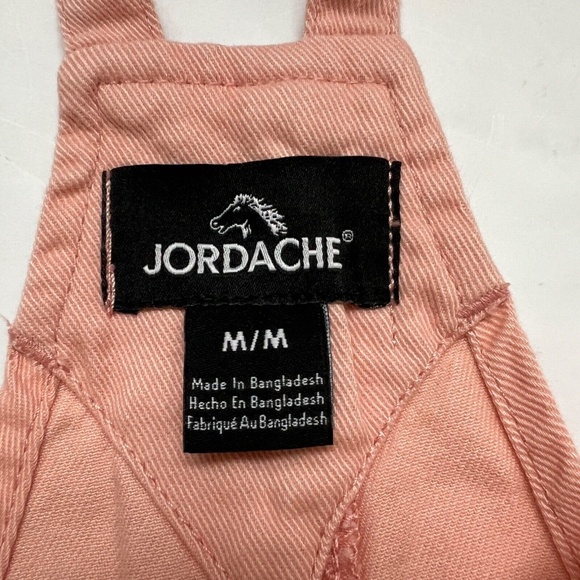 JORDACHE®
M/M
Made In Bangladesh
Hecho En Bangladesh
Fabriqué Au Bangladesh